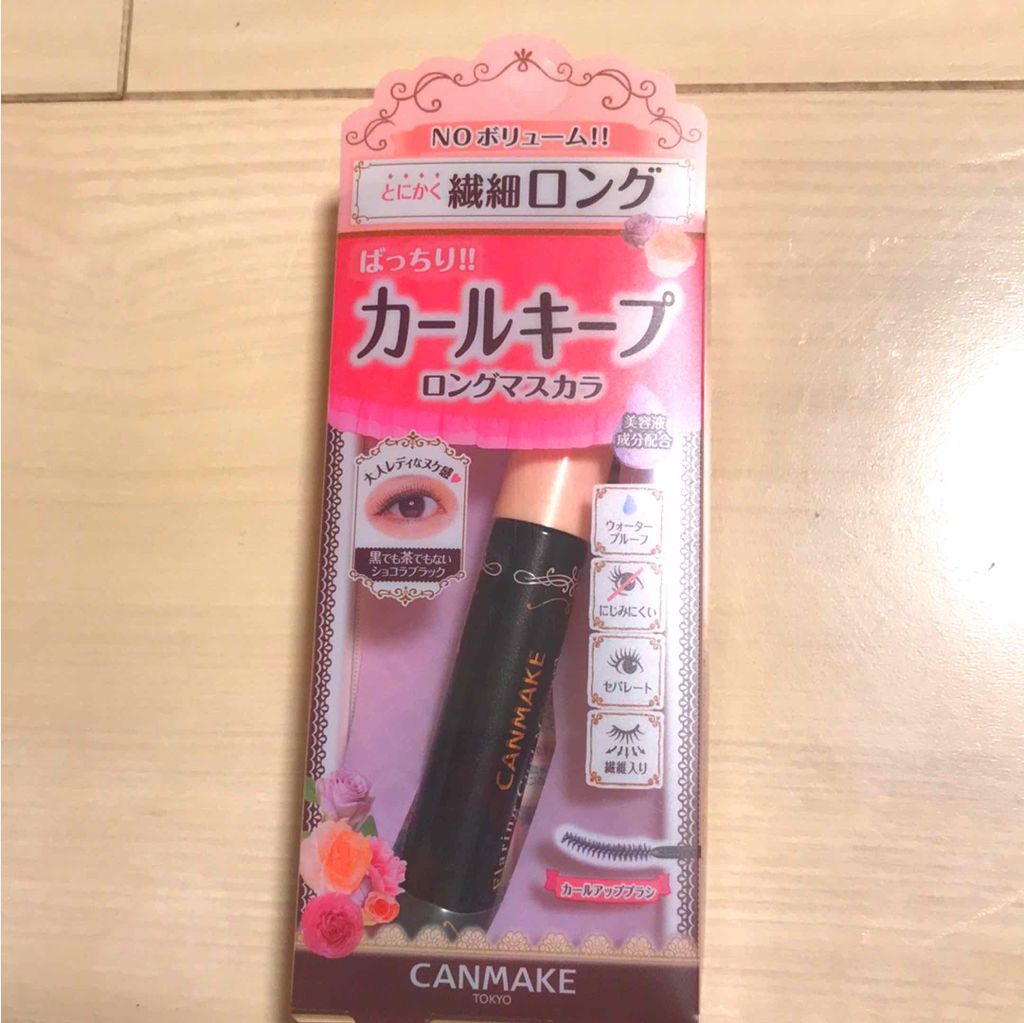 NOボリューム!!
とにかく 繊細ロング
ばっちり!!
カールキープ
ロングマスカラ
美容液
成分配合
大人レディなヌケ感
黒でも茶でもない
ショコラブラック
ウォーター
プルーフ
にじみにくい
セパレート
繊維入り
CANMAKE
カールアップブラシ
CANMAKE
TOKYO